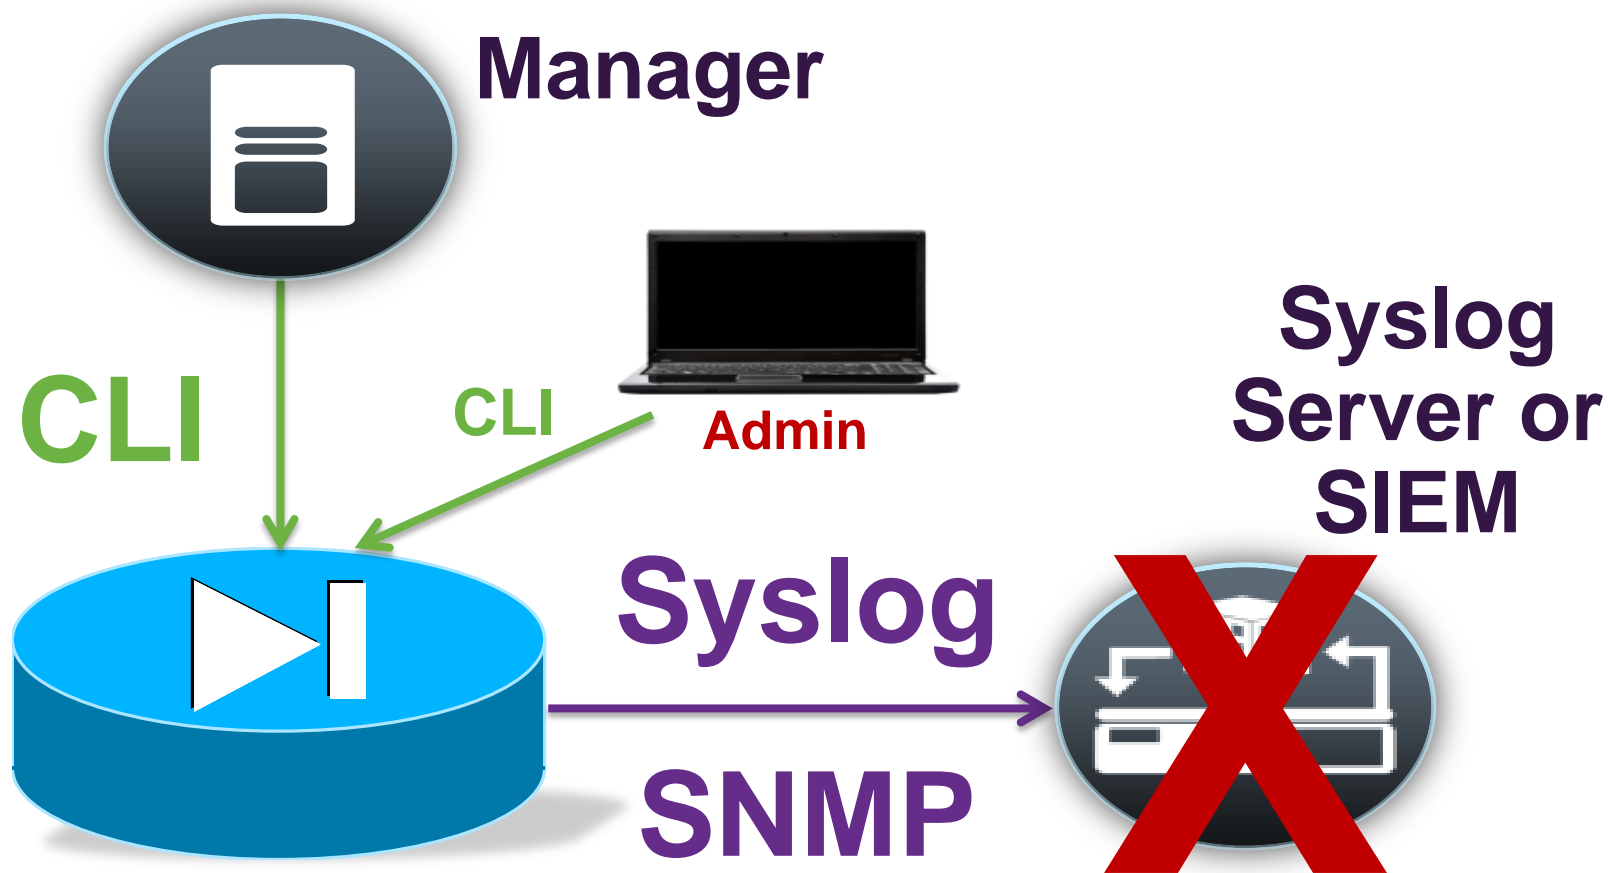 Manager
CLI
CLI
Admin
Syslog
Server or
SIEM
Syslog
SNMP